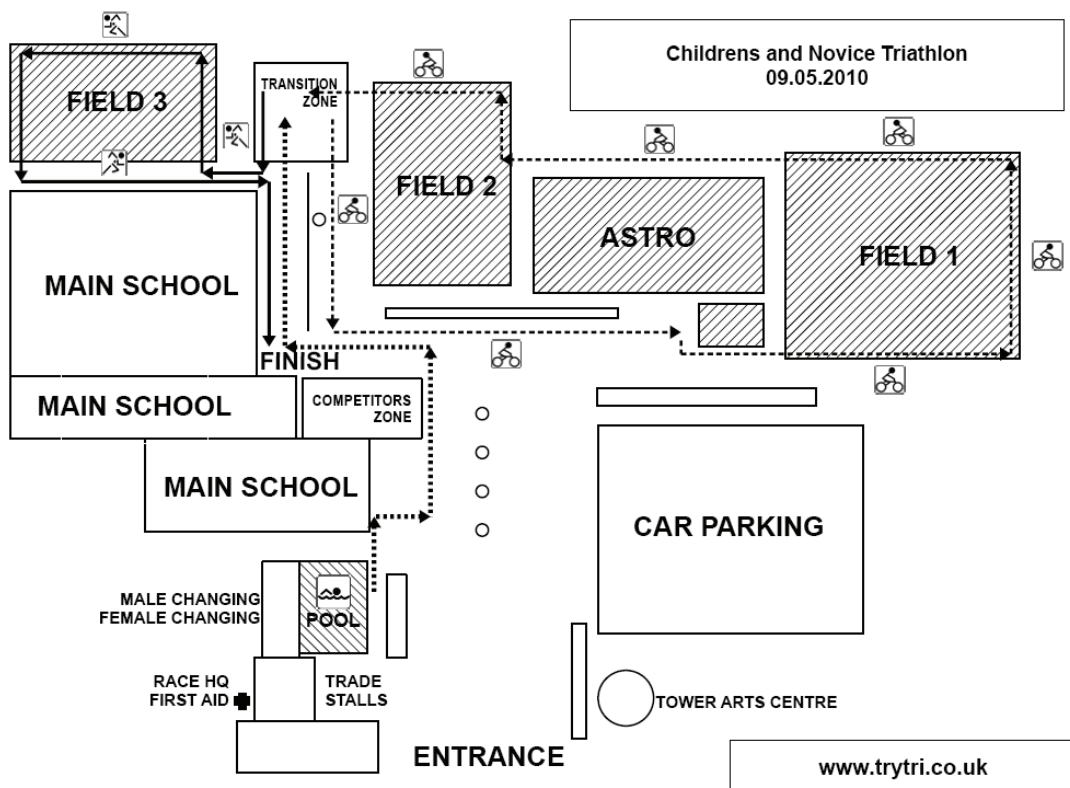 Childrens and Novice Triathlon
09.05.2010
FIELD 3
TRANSITION
ZONE
FIELD 2
ASTRO
FIELD 1
MAIN SCHOOL
FINISH
MAIN SCHOOL
COMPETITORS
ZONE
MAIN SCHOOL
CAR PARKING
MALE CHANGING
FEMALE CHANGING
POOL
RACE HQ
FIRST AID
TRADE
STALLS
TOWER ARTS CENTRE
ENTRANCE
www.trytri.co.uk